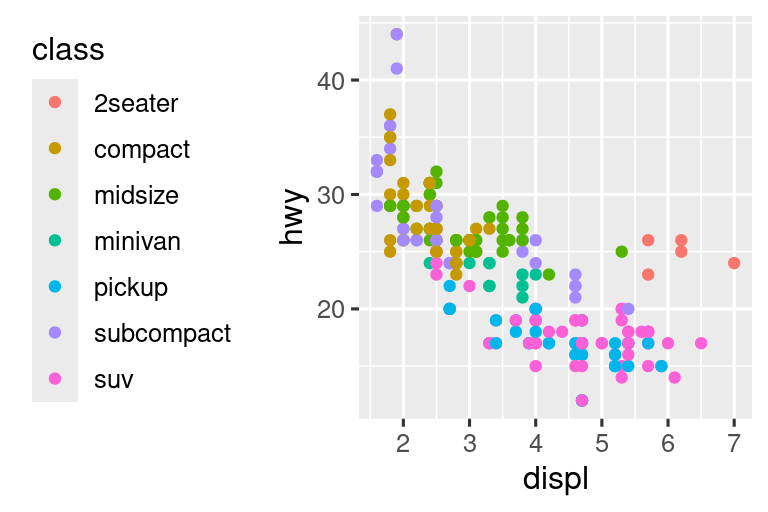 class
2seater
compact
midsize
minivan
pickup
subcompact
suv
hwy
40
30
20
2 3 4 5 6 7
displ